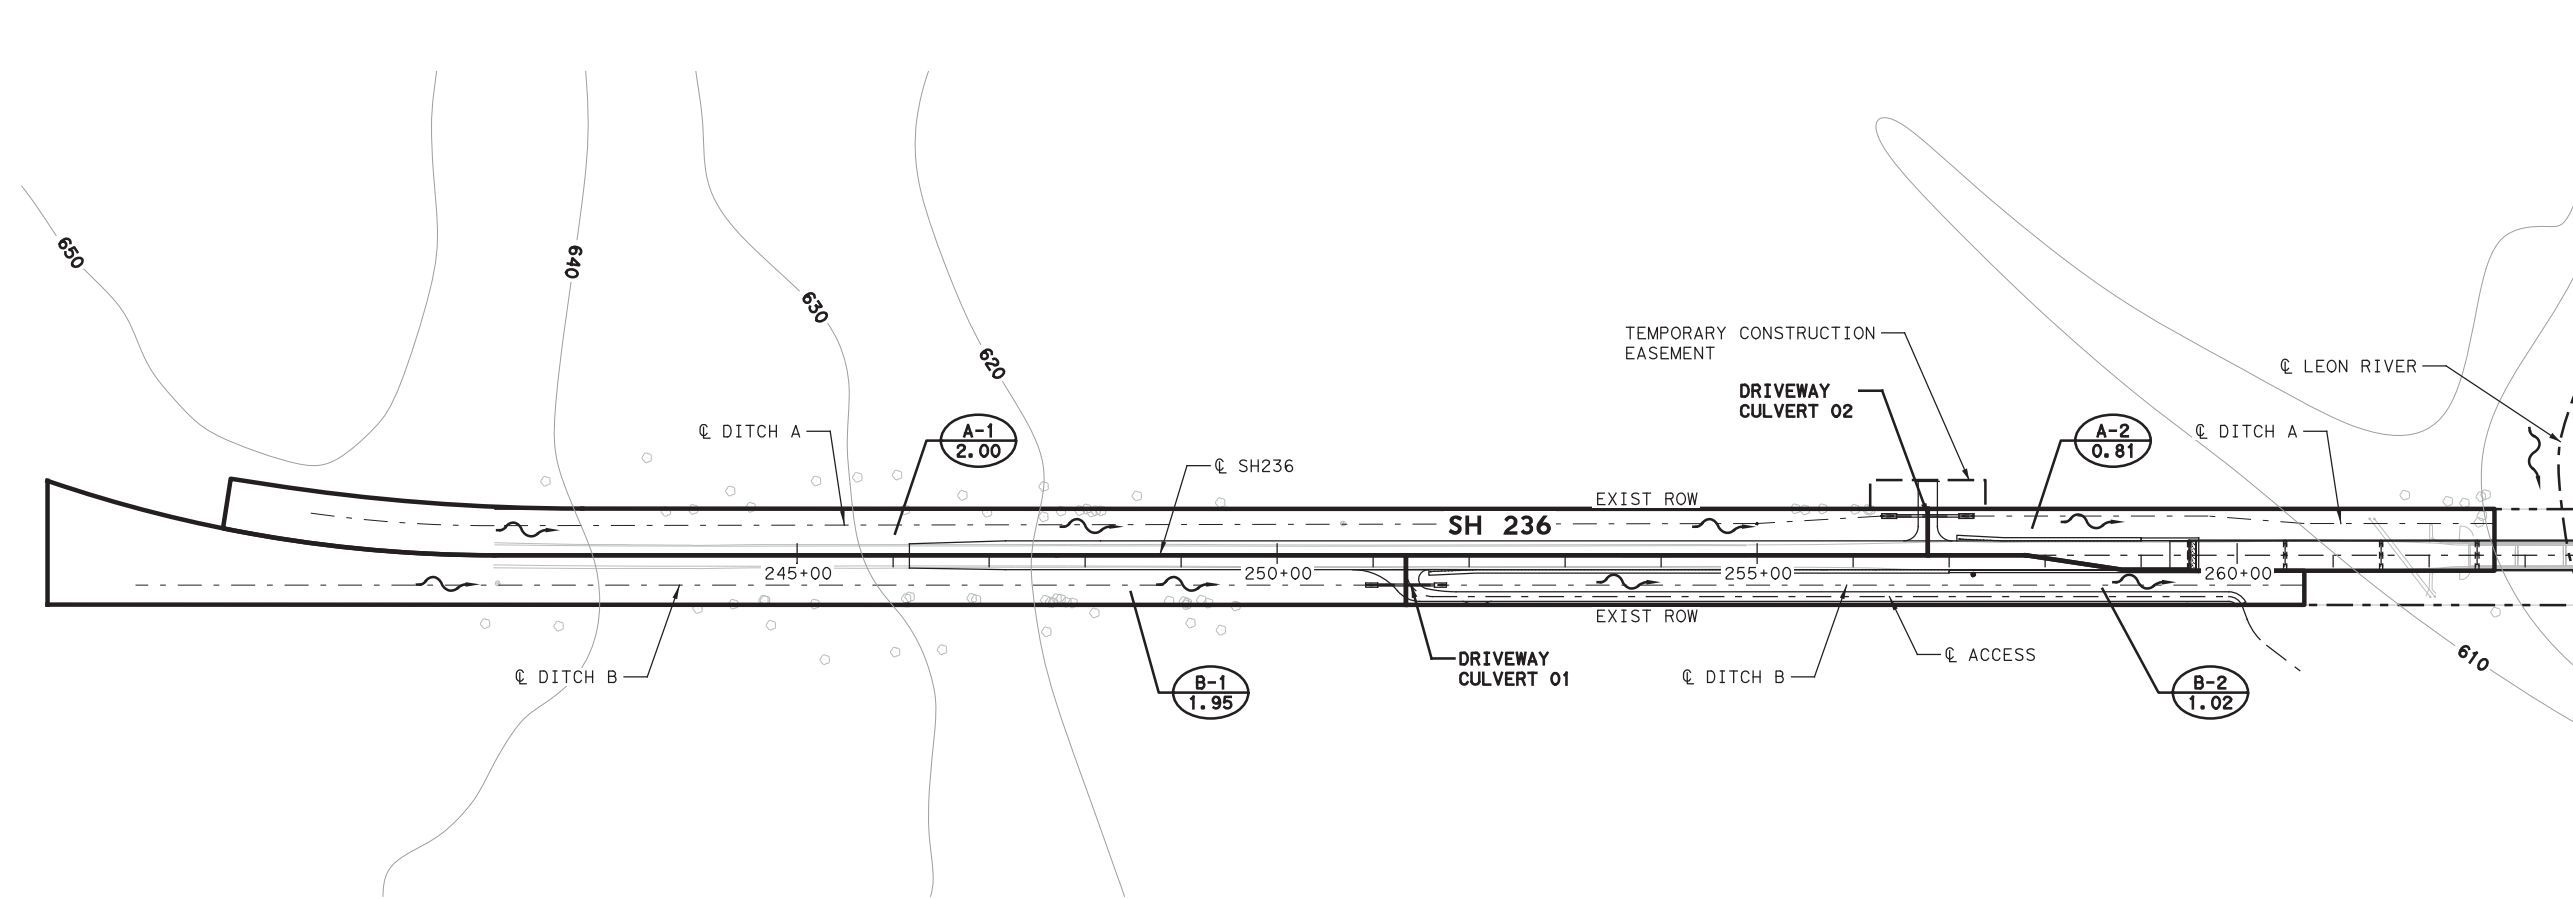 650
640
630
620
TEMPORARY CONSTRUCTION
EASEMENT
℄ LEON RIVER
DRIVEWAY
CULVERT 02
℄ DITCH A
A-1
2.00
A-2
0.81
℄ DITCH A
℄ SH236
EXIST ROW
SH 236
245+00
250+00
255+00
260+00
EXIST ROW
℄ DITCH B
DRIVEWAY
CULVERT 01
℄ ACCESS
℄ DITCH B
610
B-1
1.95
B-2
1.02